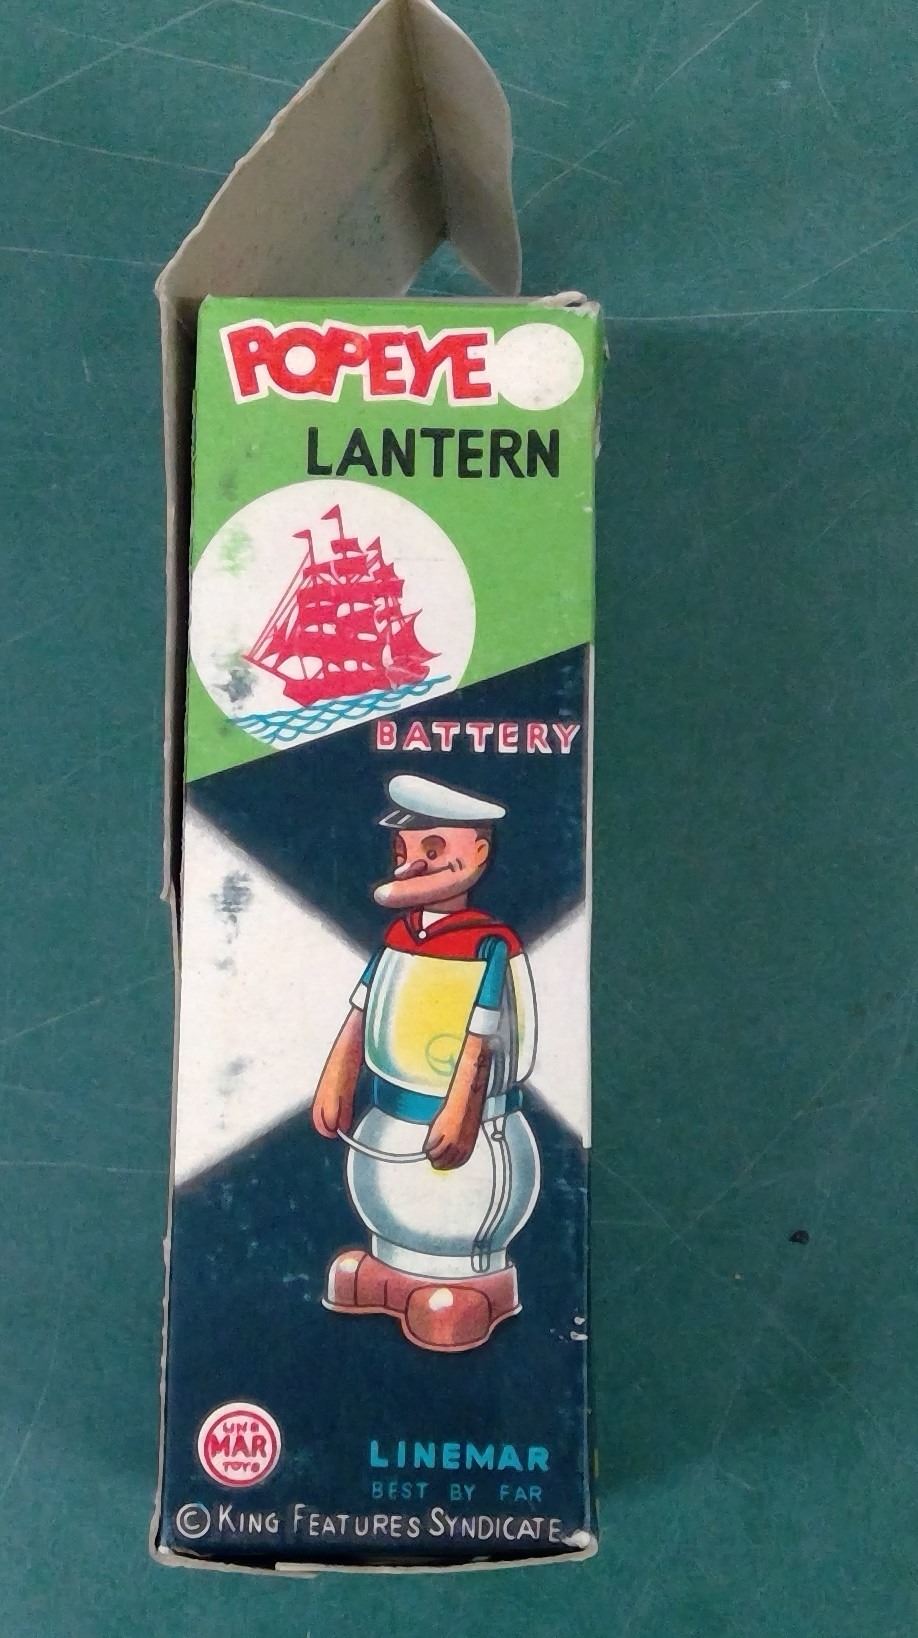 POPEYE
LANTERN
BATTERY
LINE
MAR
TOYS
LINEMAR
BEST BY FAR
© KING FEATURES SYNDICATE